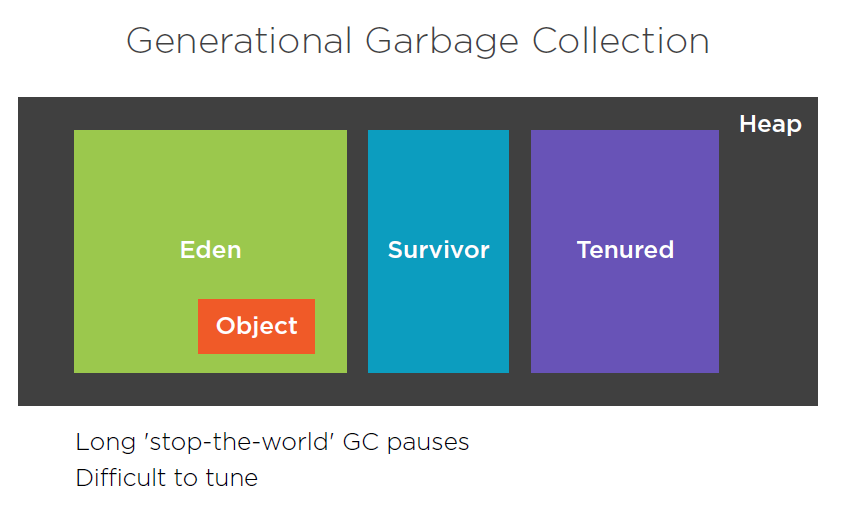 Generational Garbage Collection
Heap
Eden
Survivor
Tenured
Object
Long 'stop-the-world' GC pauses
Difficult to tune